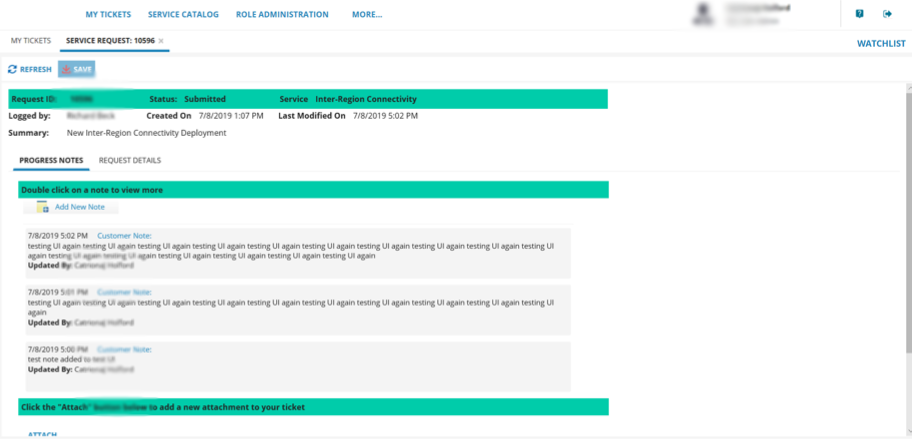 MY TICKETS SERVICE CATALOG ROLE ADMINISTRATION MORE...
MY TICKETS SERVICE REQUEST: 10596 ×
WATCHLIST
REFRESH SAVE
Request ID: Status: Submitted Service Inter-Region Connectivity
Logged by: Created On 7/8/2019 1:07 PM Last Modified On 7/8/2019 5:02 PM
Summary: New Inter-Region Connectivity Deployment
PROGRESS NOTES REQUEST DETAILS
Double click on a note to view more
Add New Note
7/8/2019 5:02 PM Customer Note:
testing UI again testing UI again testing UI again testing UI again testing UI again testing UI again testing UI again testing UI again testing UI again testing UI
again testing UI again testing UI again testing UI again testing UI again testing UI again testing UI again
Updated By:
7/8/2019 5:01 PM Customer Note:
testing UI again testing UI again testing UI again testing UI again testing UI again testing UI again testing UI again testing UI again testing UI again testing UI
again
Updated By:
7/8/2019 5:00 PM Customer Note:
test note added to test UI
Updated By:
Click the "Attach" button below to add a new attachment to your ticket
ATTACH